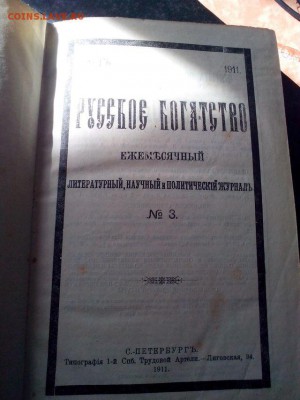 COINS.SU
1911.
РУССКОЕ БОГАТСТВО
ЕЖЕМѢСЯЧНЫЙ
ЛИТЕРАТУРНЫЙ, НАУЧНЫЙ и ПОЛИТИЧЕСКІЙ ЖУРНАЛЪ.
№ 3.
С.-ПЕТЕРБУРГЪ.
Типографія 1-й Спб. Трудовой Артели.—Лиговская, 34
1911.